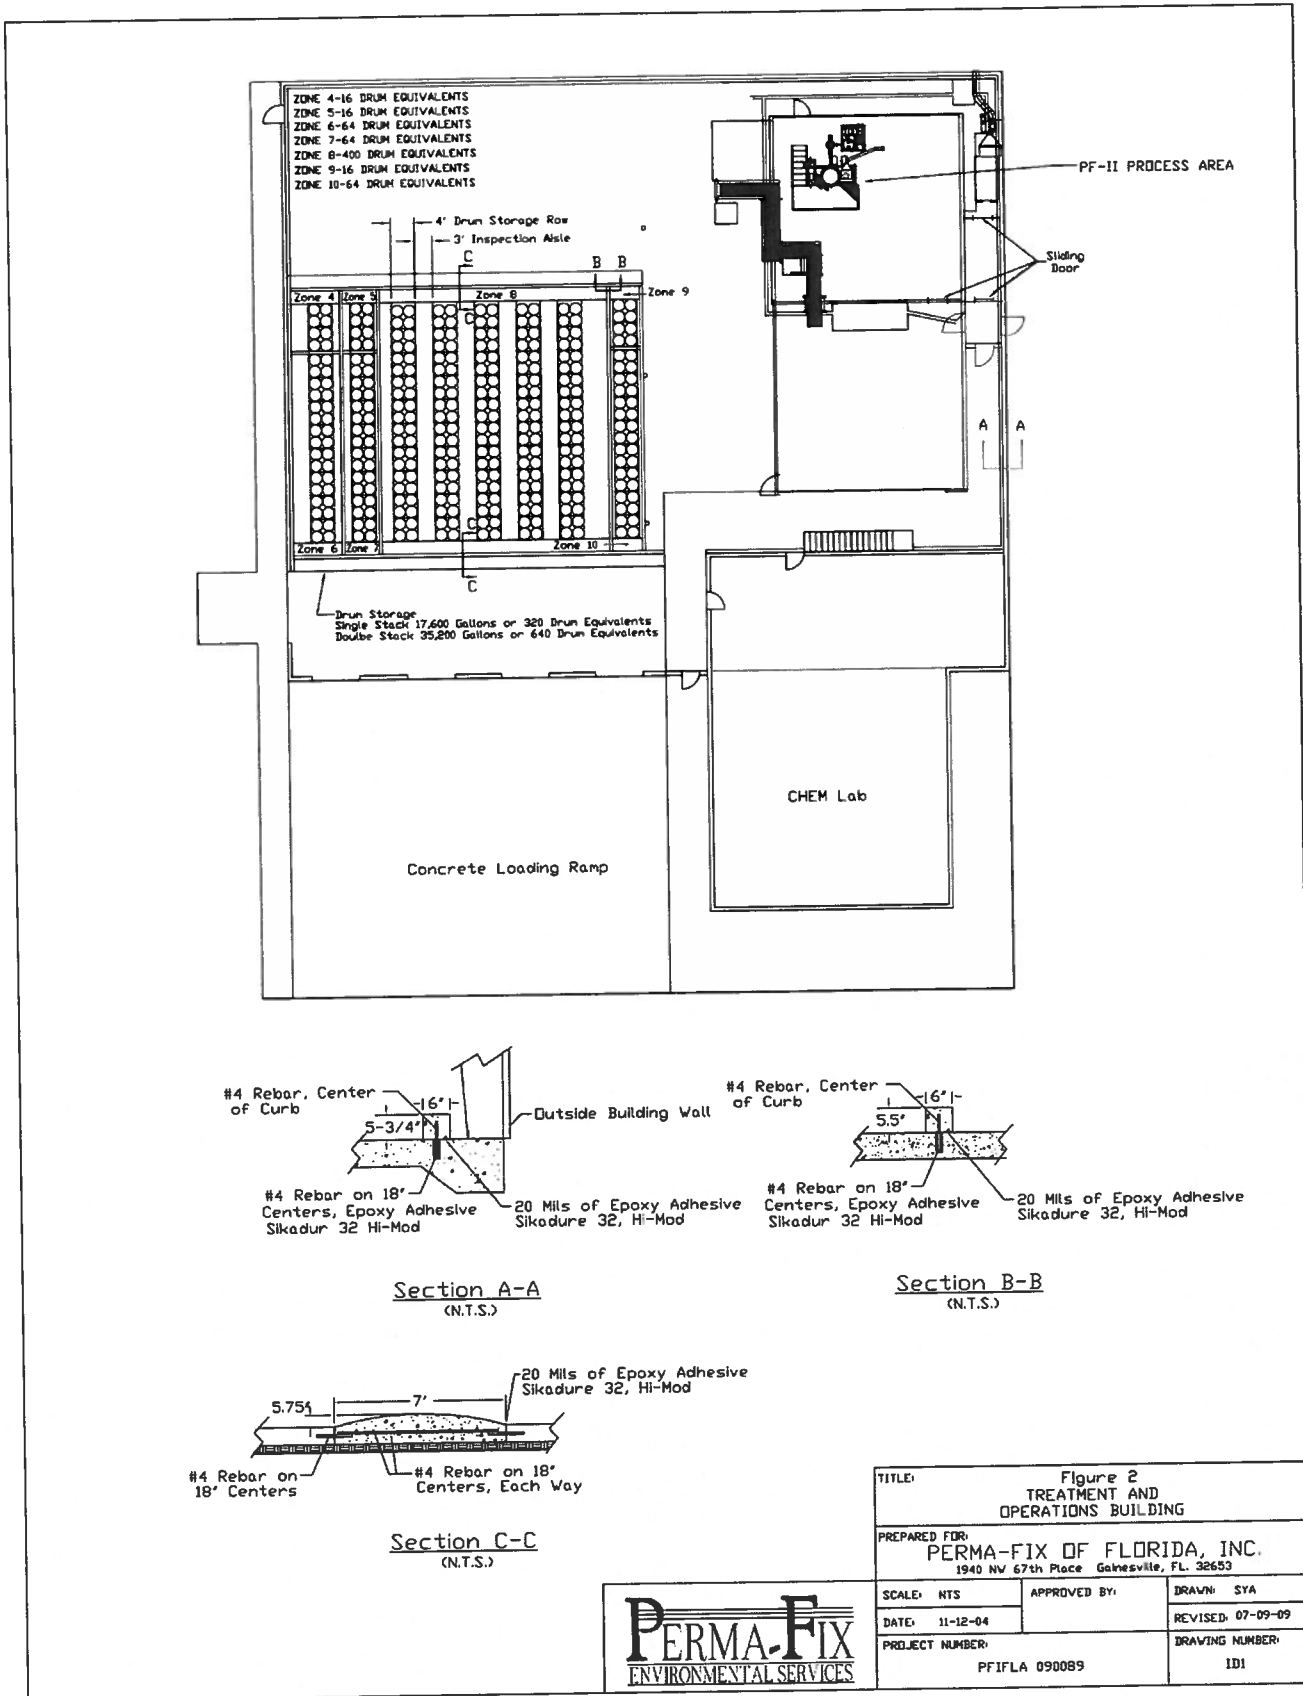 ZONE 4-16 DRUM EQUIVALENTS
ZONE 5-16 DRUM EQUIVALENTS
ZONE 6-64 DRUM EQUIVALENTS
ZONE 7-64 DRUM EQUIVALENTS
ZONE 8-400 DRUM EQUIVALENTS
ZONE 9-16 DRUM EQUIVALENTS
ZONE 10-64 DRUM EQUIVALENTS
PF-II PROCESS AREA
4' Drum Storage Row
3' Inspection Aisle
Sliding
Door
C
B B
Zone 4
Zone 5
Zone 8
Zone 9
C
A A
C
Zone 6
Zone 7
Zone 10
C
Drum Storage
Single Stack 17,600 Gallons or 320 Drum Equivalents
Doulbe Stack 35,200 Gallons or 640 Drum Equivalents
CHEM Lab
Concrete Loading Ramp
#4 Rebar, Center
of Curb
6"
5-3/4"
Outside Building Wall
#4 Rebar on 18"
Centers, Epoxy Adhesive
Sikadur 32 Hi-Mod
20 Mils of Epoxy Adhesive
Sikadure 32, Hi-Mod
Section A-A
(N.T.S.)
#4 Rebar, Center
of Curb
6"
5.5"
#4 Rebar on 18"
Centers, Epoxy Adhesive
Sikadur 32 Hi-Mod
20 Mils of Epoxy Adhesive
Sikadure 32, Hi-Mod
Section B-B
(N.T.S.)
20 Mils of Epoxy Adhesive
Sikadure 32, Hi-Mod
5.75"
7'
#4 Rebar on
18" Centers
#4 Rebar on 18"
Centers, Each Way
Section C-C
(N.T.S.)
PERMA-FIX
ENVIRONMENTAL SERVICES
TITLE:
Figure 2
TREATMENT AND
OPERATIONS BUILDING
PREPARED FOR:
PERMA-FIX OF FLORIDA, INC.
1940 NW 67th Place Gainesville, FL. 32653
SCALE: NTS
APPROVED BY:
DRAWN: SYA
DATE: 11-12-04
REVISED: 07-09-09
PROJECT NUMBER:
PFIFLA 090089
DRAWING NUMBER:
1D1